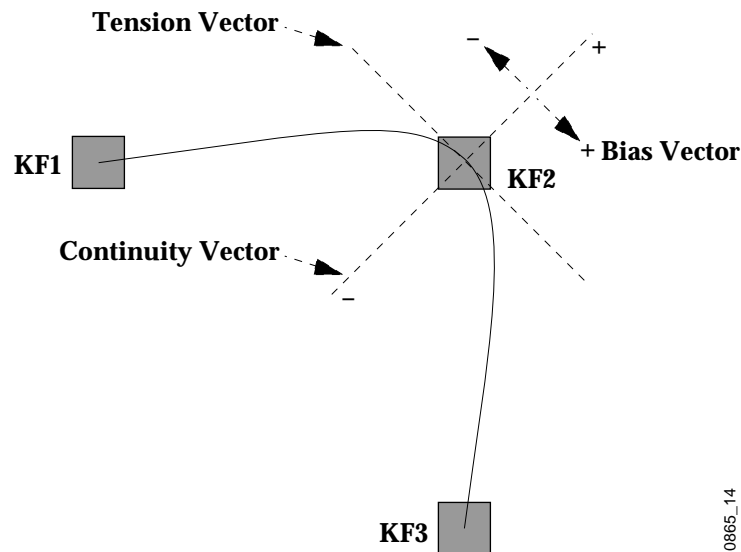 Tension Vector
–
+
KF1
+ Bias Vector
KF2
Continuity Vector
–
KF3
0865_14